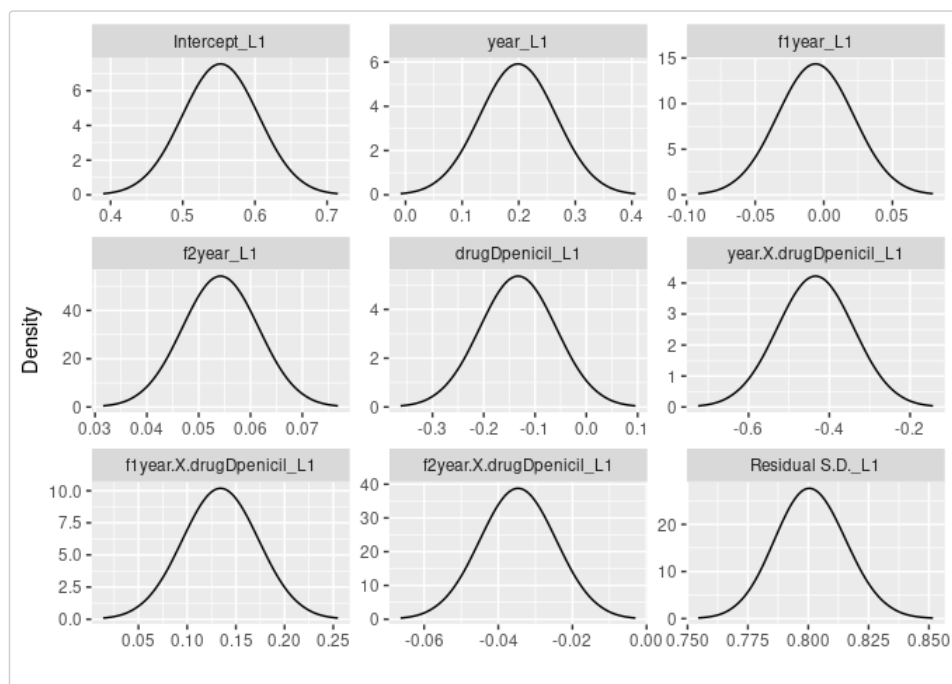 Intercept_L1
year_L1
f1year_L1
6
4
2
0
6
4
2
0
15
10
5
0
0.4 0.5 0.6 0.7
0.0 0.1 0.2 0.3 0.4
-0.10 -0.05 0.00 0.05
f2year_L1
drugDpenicil_L1
year.X.drugDpenicil_L1
Density
40
20
0
4
2
0
4
3
2
1
0
0.03 0.04 0.05 0.06 0.07
-0.3 -0.2 -0.1 0.0 0.1
-0.6 -0.4 -0.2
f1year.X.drugDpenicil_L1
f2year.X.drugDpenicil_L1
Residual S.D._L1
10.0
7.5
5.0
2.5
0.0
40
30
20
10
0
20
10
0
0.05 0.10 0.15 0.20 0.25
-0.06 -0.04 -0.02 0.00
0.750 0.775 0.800 0.825 0.850